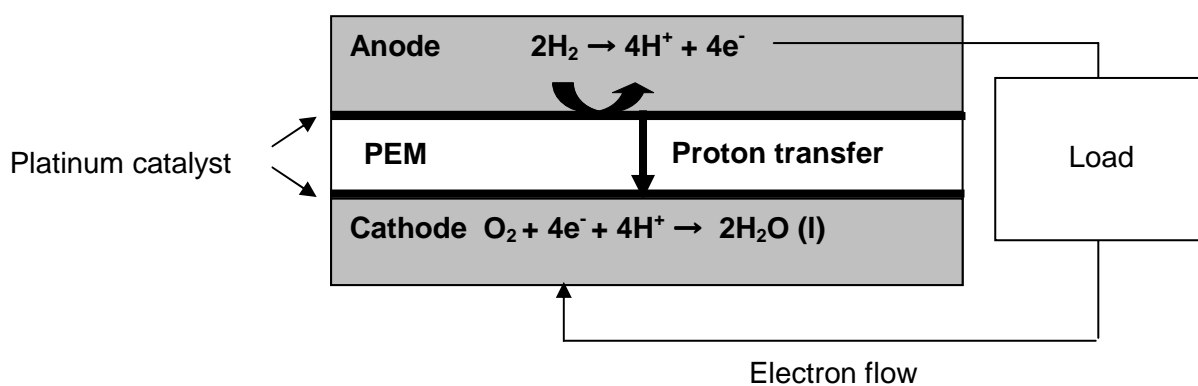 Anode 2H₂ → 4H⁺ + 4e⁻
Platinum catalyst
PEM Proton transfer
Load
Cathode O₂ + 4e⁻ + 4H⁺ → 2H₂O (l)
Electron flow